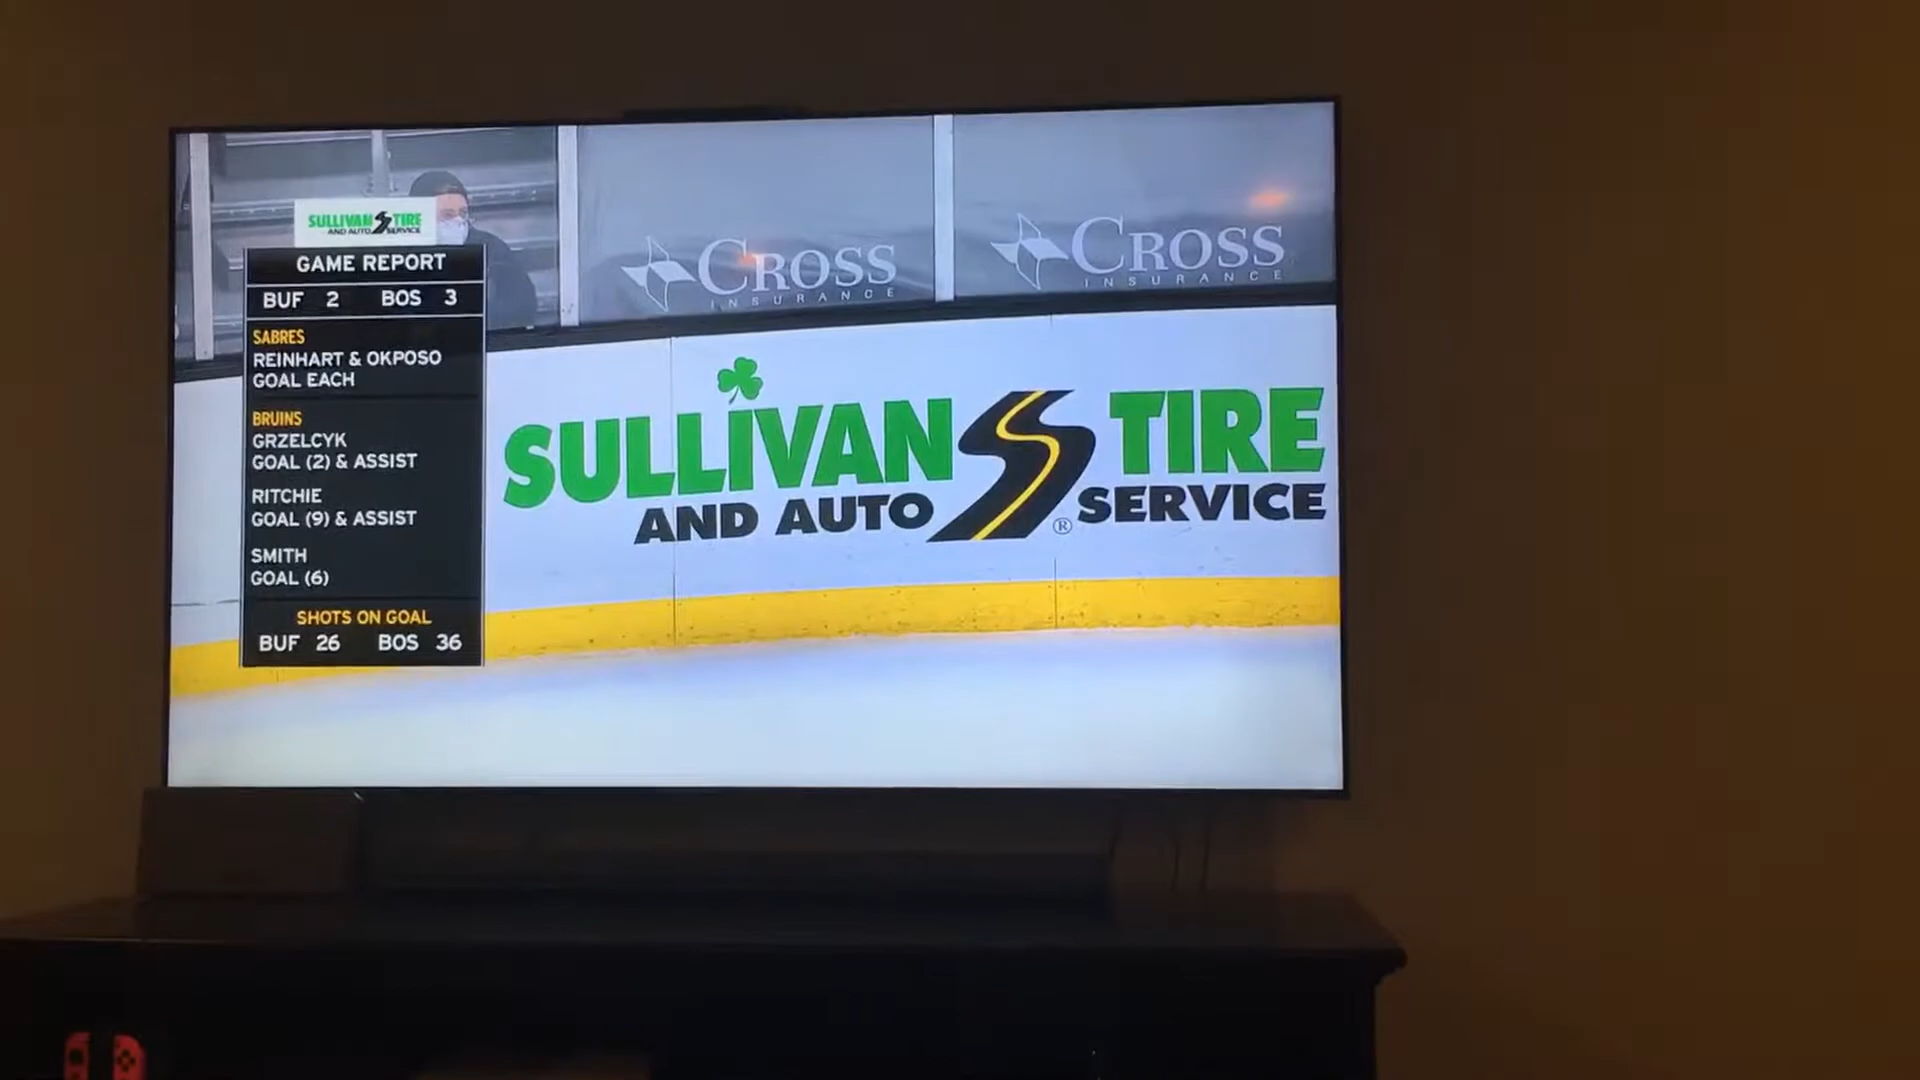 SULLIVAN TIRE
AND AUTO SERVICE
GAME REPORT
BUF 2 BOS 3
SABRES
REINHART & OKPOSO
GOAL EACH
BRUINS
GRZELCYK
GOAL (2) & ASSIST
RITCHIE
GOAL (9) & ASSIST
SMITH
GOAL (6)
SHOTS ON GOAL
BUF 26 BOS 36
CROSS
INSURANCE
CROSS
INSURANCE
SULLIVAN TIRE
AND AUTO ® SERVICE